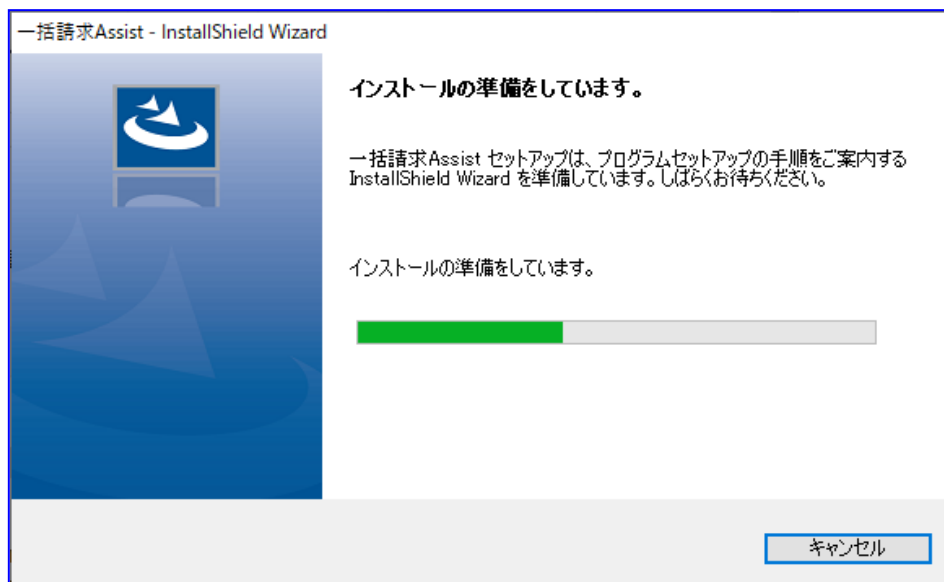 一括請求Assist - InstallShield Wizard
インストールの準備をしています。
一括請求Assist セットアップは、プログラムセットアップの手順をご案内する
InstallShield Wizard を準備しています。しばらくお待ちください。
インストールの準備をしています。
キャンセル